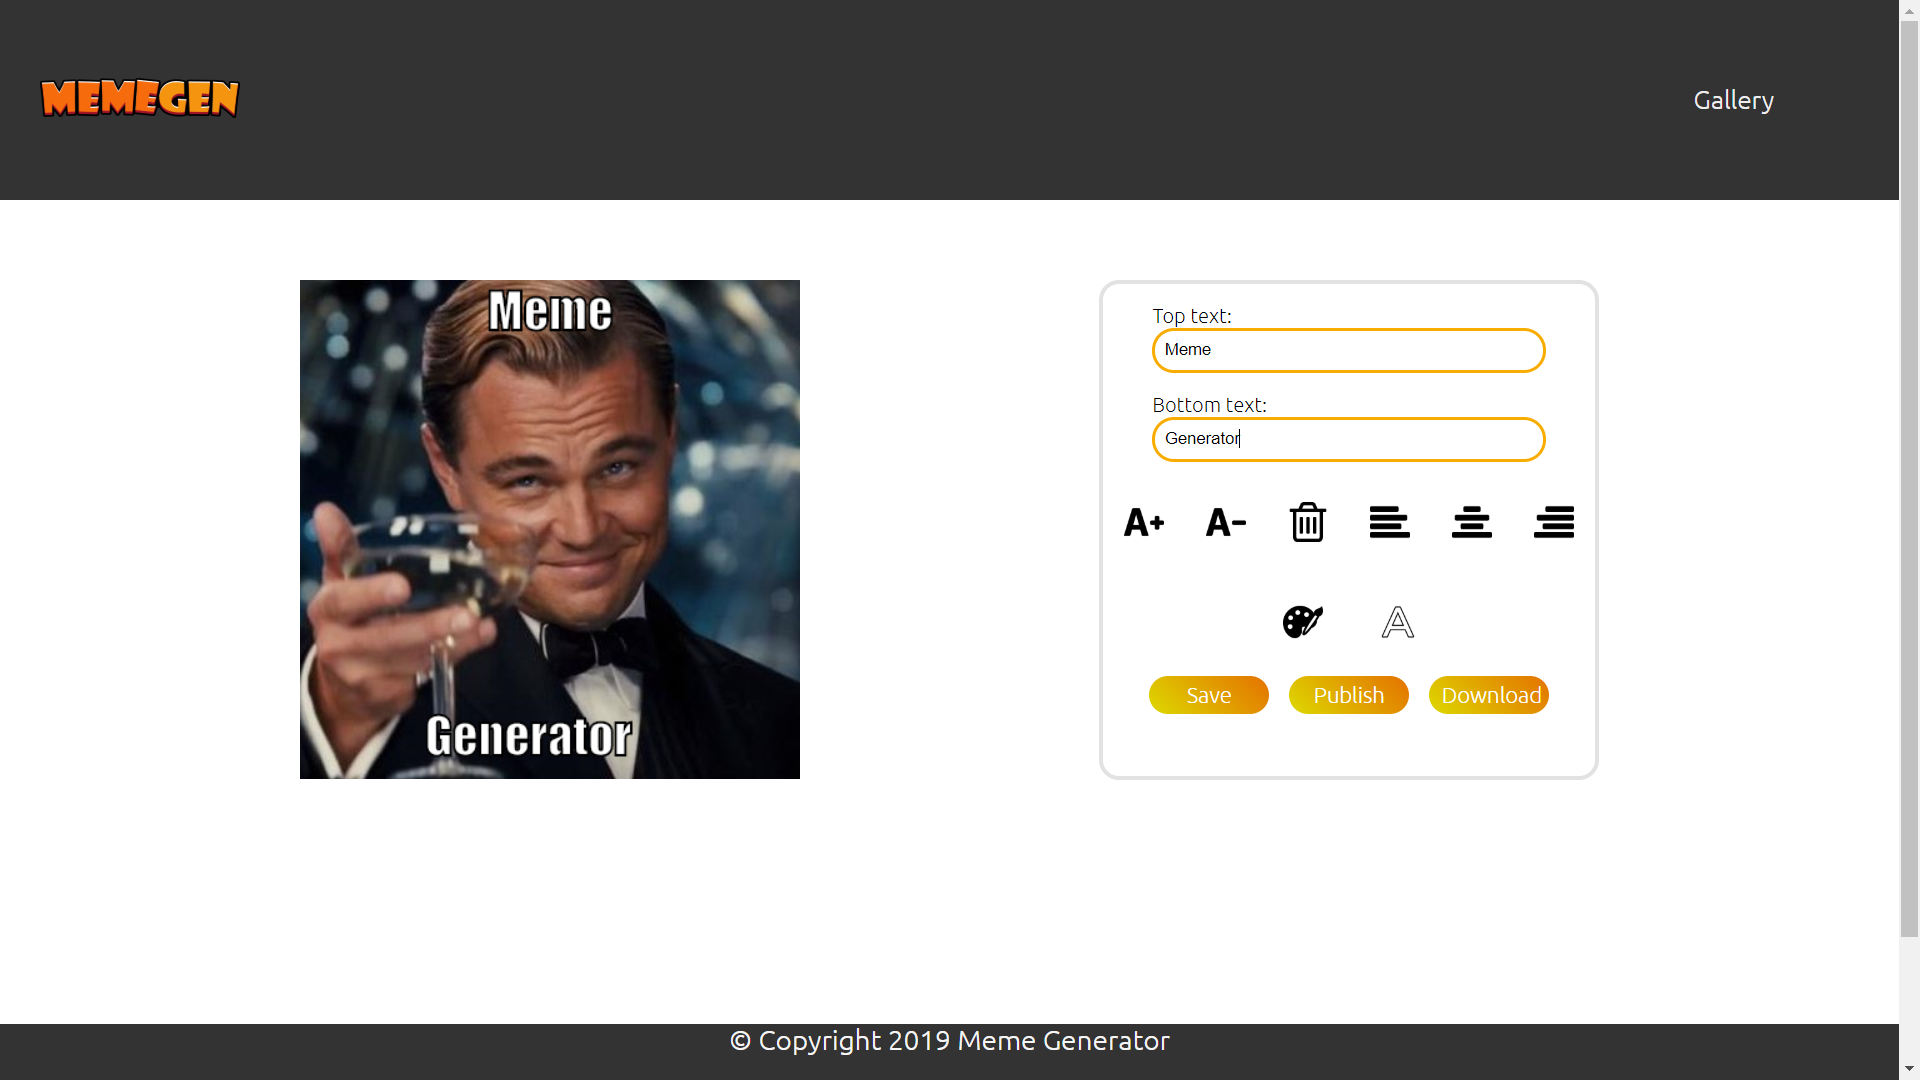 MEMEGEN
Gallery
Meme
Generator
Top text:
Meme
Bottom text:
Generator
A+ A-
A
Save Publish Download
© Copyright 2019 Meme Generator